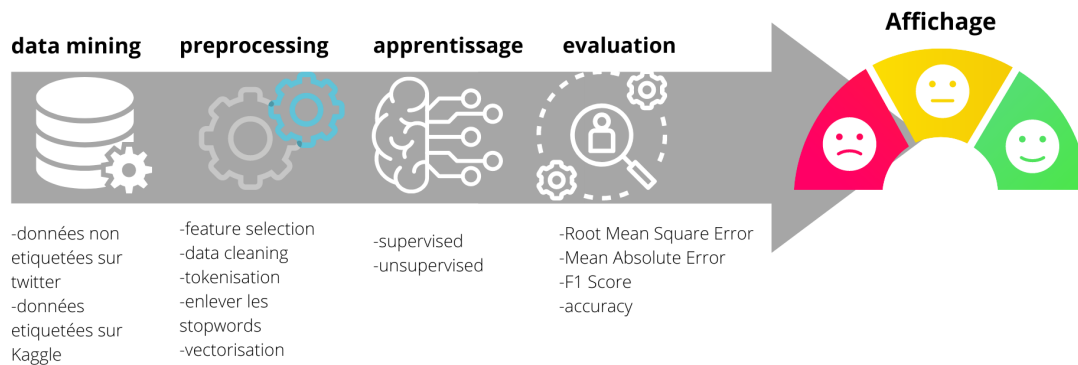 data mining
-données non
etiquetées sur
twitter
-données
etiquetées sur
Kaggle
preprocessing
-feature selection
-data cleaning
-tokenisation
-enlever les
stopwords
-vectorisation
apprentissage
-supervised
-unsupervised
evaluation
-Root Mean Square Error
-Mean Absolute Error
-F1 Score
-accuracy
Affichage